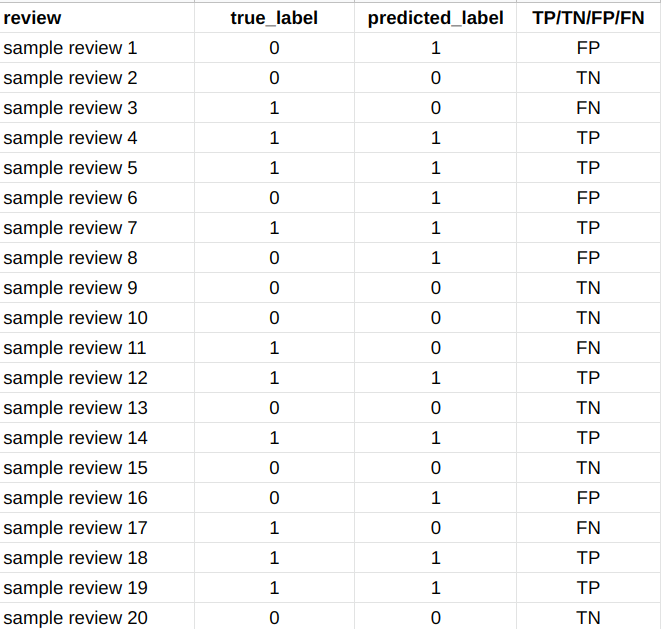 review true_label predicted_label TP/TN/FP/FN
sample review 1 0 1 FP
sample review 2 0 0 TN
sample review 3 1 0 FN
sample review 4 1 1 TP
sample review 5 1 1 TP
sample review 6 0 1 FP
sample review 7 1 1 TP
sample review 8 0 1 FP
sample review 9 0 0 TN
sample review 10 0 0 TN
sample review 11 1 0 FN
sample review 12 1 1 TP
sample review 13 0 0 TN
sample review 14 1 1 TP
sample review 15 0 0 TN
sample review 16 0 1 FP
sample review 17 1 0 FN
sample review 18 1 1 TP
sample review 19 1 1 TP
sample review 20 0 0 TN